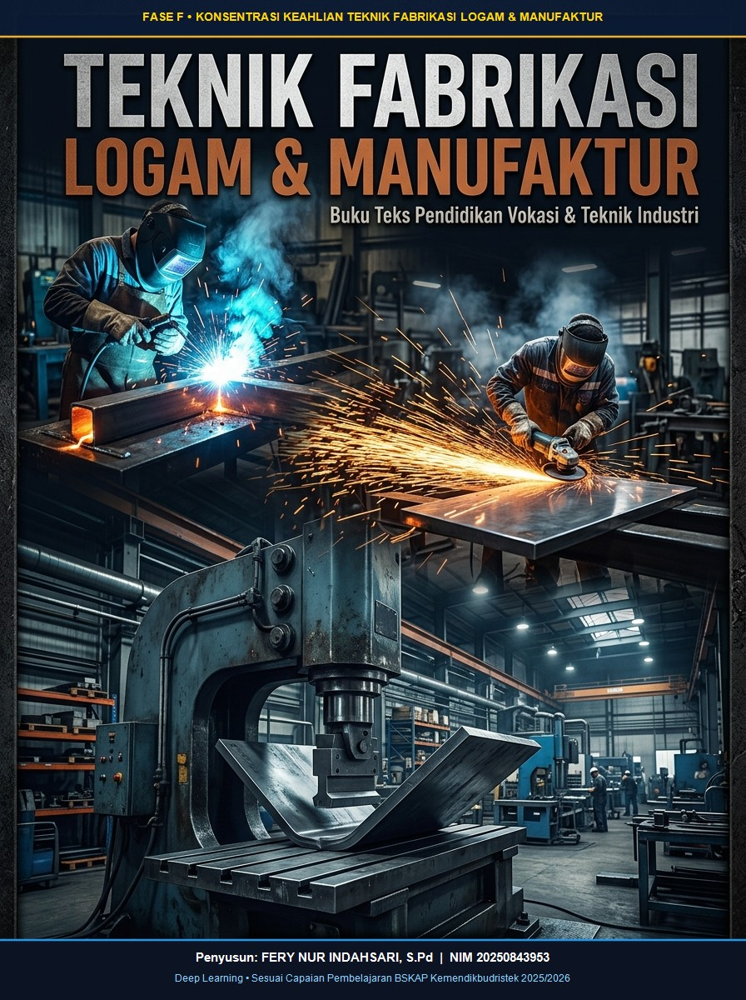 FASE F • KONSENTRASI KEAHLIAN TEKNIK FABRIKASI LOGAM & MANUFAKTUR
TEKNIK FABRIKASI
LOGAM & MANUFAKTUR
Buku Teks Pendidikan Vokasi & Teknik Industri
Penyusun: FERY NUR INDAHSARI, S.Pd | NIM 20250843953
Deep Learning • Sesuai Capaian Pembelajaran BSKAP Kemendikbudristek 2025/2026